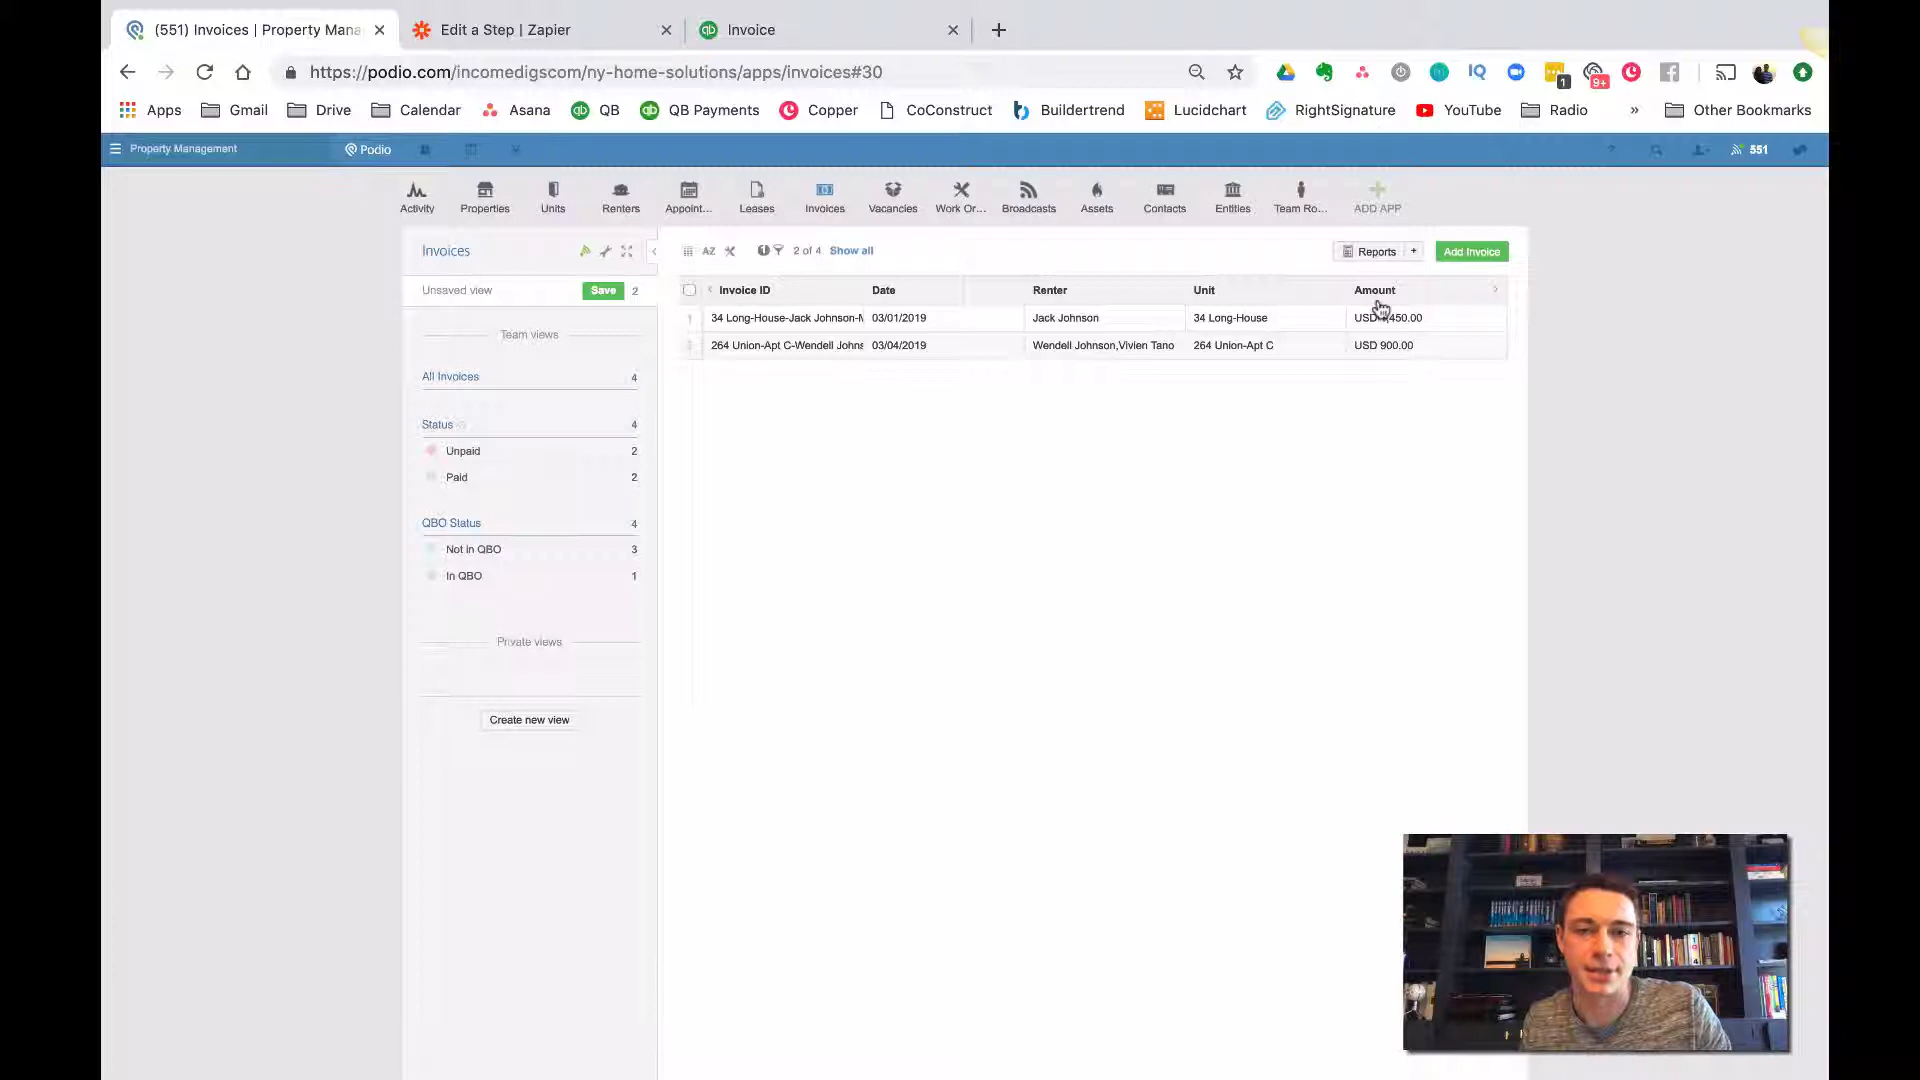 (551) Invoices | Property Mana
Edit a Step | Zapier
Invoice
https://podio.com/incomedigscom/ny-home-solutions/apps/invoices#30
Apps Gmail Drive Calendar Asana QB QB Payments Copper CoConstruct Buildertrend Lucidchart RightSignature YouTube Radio » Other Bookmarks
Property Management Podio 551
Activity Properties Units Renters Appoint... Leases Invoices Vacancies Work Or... Broadcasts Assets Contacts Entities Team Ro... ADD APP
Invoices
AZ 1 2 of 4 Show all
Reports + Add Invoice
Unsaved view Save 2
Invoice ID Date Renter Unit Amount
1 34 Long-House-Jack Johnson-M 03/01/2019 Jack Johnson 34 Long-House
2 264 Union-Apt C-Wendell Johns 03/04/2019 Wendell Johnson,Vivien Tano 264 Union-Apt C USD 900.00
Team views
All Invoices 4
Status 4
Unpaid 2
Paid 2
QBO Status 4
Not in QBO 3
In QBO 1
Private views
Create new view